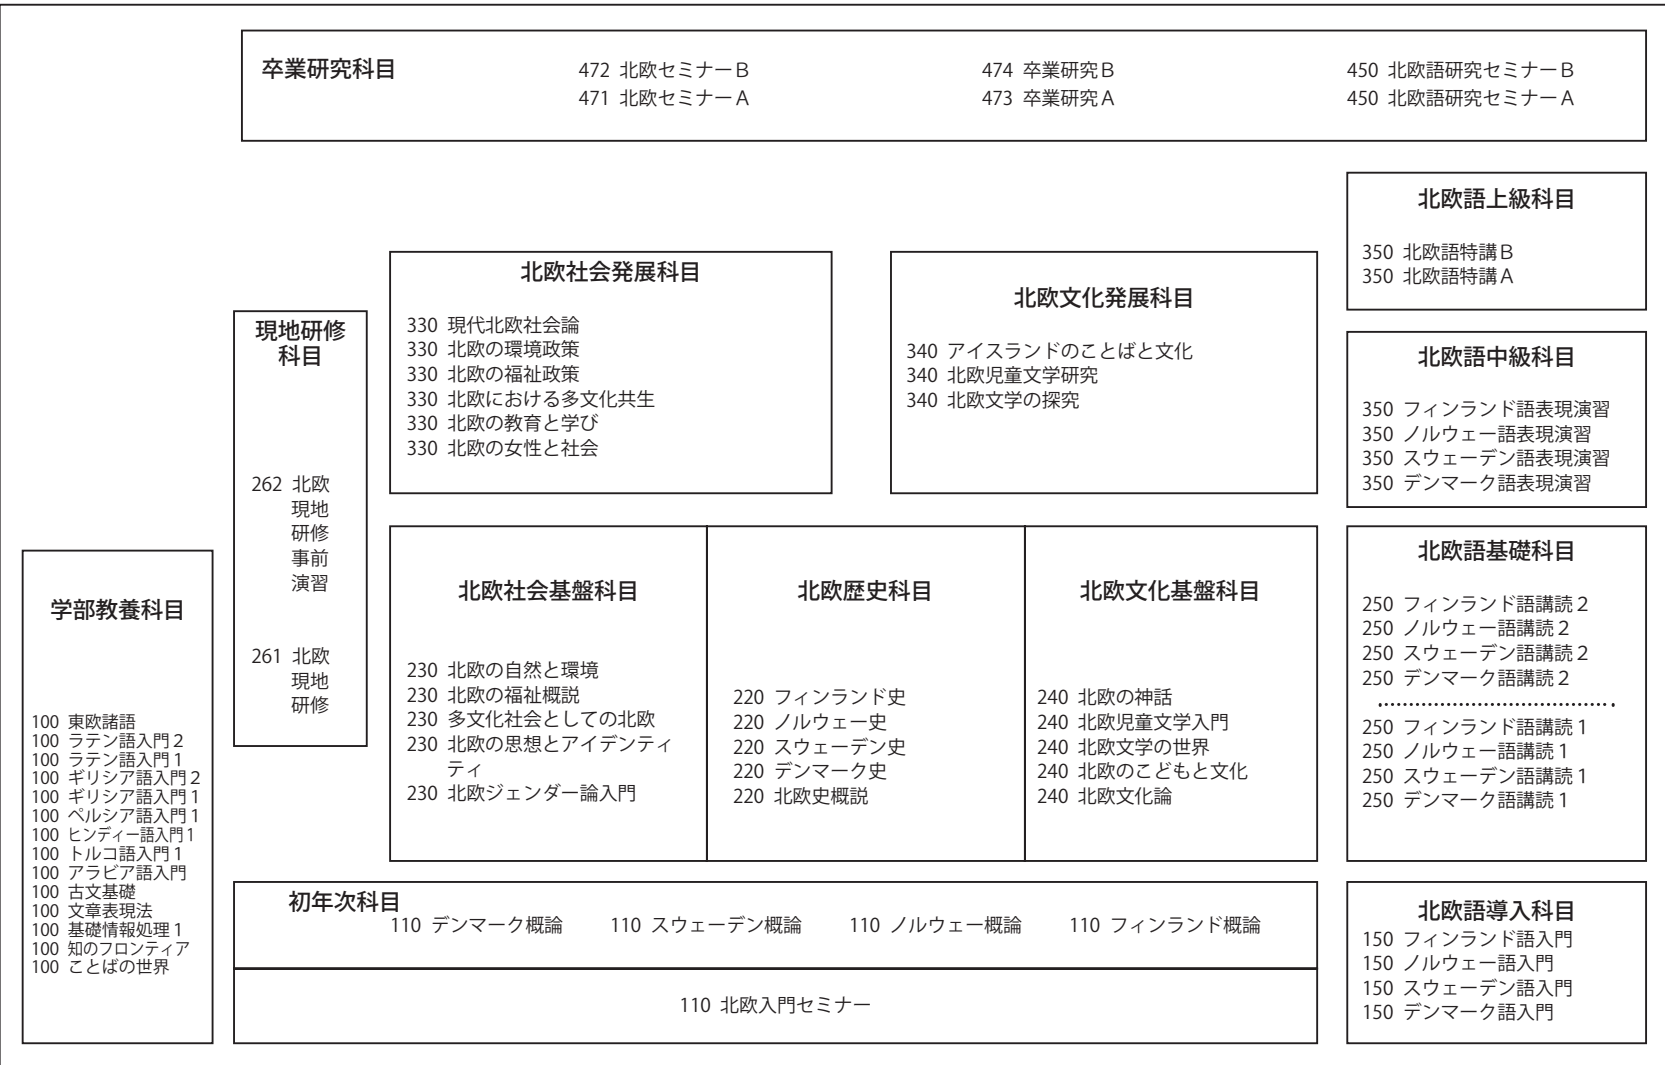 卒業研究科目
472 北欧セミナーB
471 北欧セミナーA
474 卒業研究B
473 卒業研究A
450 北欧語研究セミナーB
450 北欧語研究セミナーA
北欧語上級科目
350 北欧語特講B
350 北欧語特講A
北欧社会発展科目
330 現代北欧社会論
330 北欧の環境政策
330 北欧の福祉政策
330 北欧における多文化共生
330 北欧の教育と学び
330 北欧の女性と社会
北欧文化発展科目
340 アイスランドのことばと文化
340 北欧児童文学研究
340 北欧文学の探究
北欧語中級科目
350 フィンランド語表現演習
350 ノルウェー語表現演習
350 スウェーデン語表現演習
350 デンマーク語表現演習
現地研修
科目
262 北欧
現地
研修
事前
演習
261 北欧
現地
研修
学部教養科目
100 東欧諸語
100 ラテン語入門2
100 ラテン語入門1
100 ギリシア語入門2
100 ギリシア語入門1
100 ペルシア語入門1
100 ヒンディー語入門1
100 トルコ語入門1
100 アラビア語入門
100 古文基礎
100 文章表現法
100 基礎情報処理1
100 知のフロンティア
100 ことばの世界
北欧社会基盤科目
230 北欧の自然と環境
230 北欧の福祉概説
230 多文化社会としての北欧
230 北欧の思想とアイデンティ
ティ
230 北欧ジェンダー論入門
北欧歴史科目
220 フィンランド史
220 ノルウェー史
220 スウェーデン史
220 デンマーク史
220 北欧史概説
北欧文化基盤科目
240 北欧の神話
240 北欧児童文学入門
240 北欧文学の世界
240 北欧のこどもと文化
240 北欧文化論
北欧語基礎科目
250 フィンランド語講読2
250 ノルウェー語講読2
250 スウェーデン語講読2
250 デンマーク語講読2
250 フィンランド語講読1
250 ノルウェー語講読1
250 スウェーデン語講読1
250 デンマーク語講読1
初年次科目
110 デンマーク概論 110 スウェーデン概論 110 ノルウェー概論 110 フィンランド概論
110 北欧入門セミナー
北欧語導入科目
150 フィンランド語入門
150 ノルウェー語入門
150 スウェーデン語入門
150 デンマーク語入門